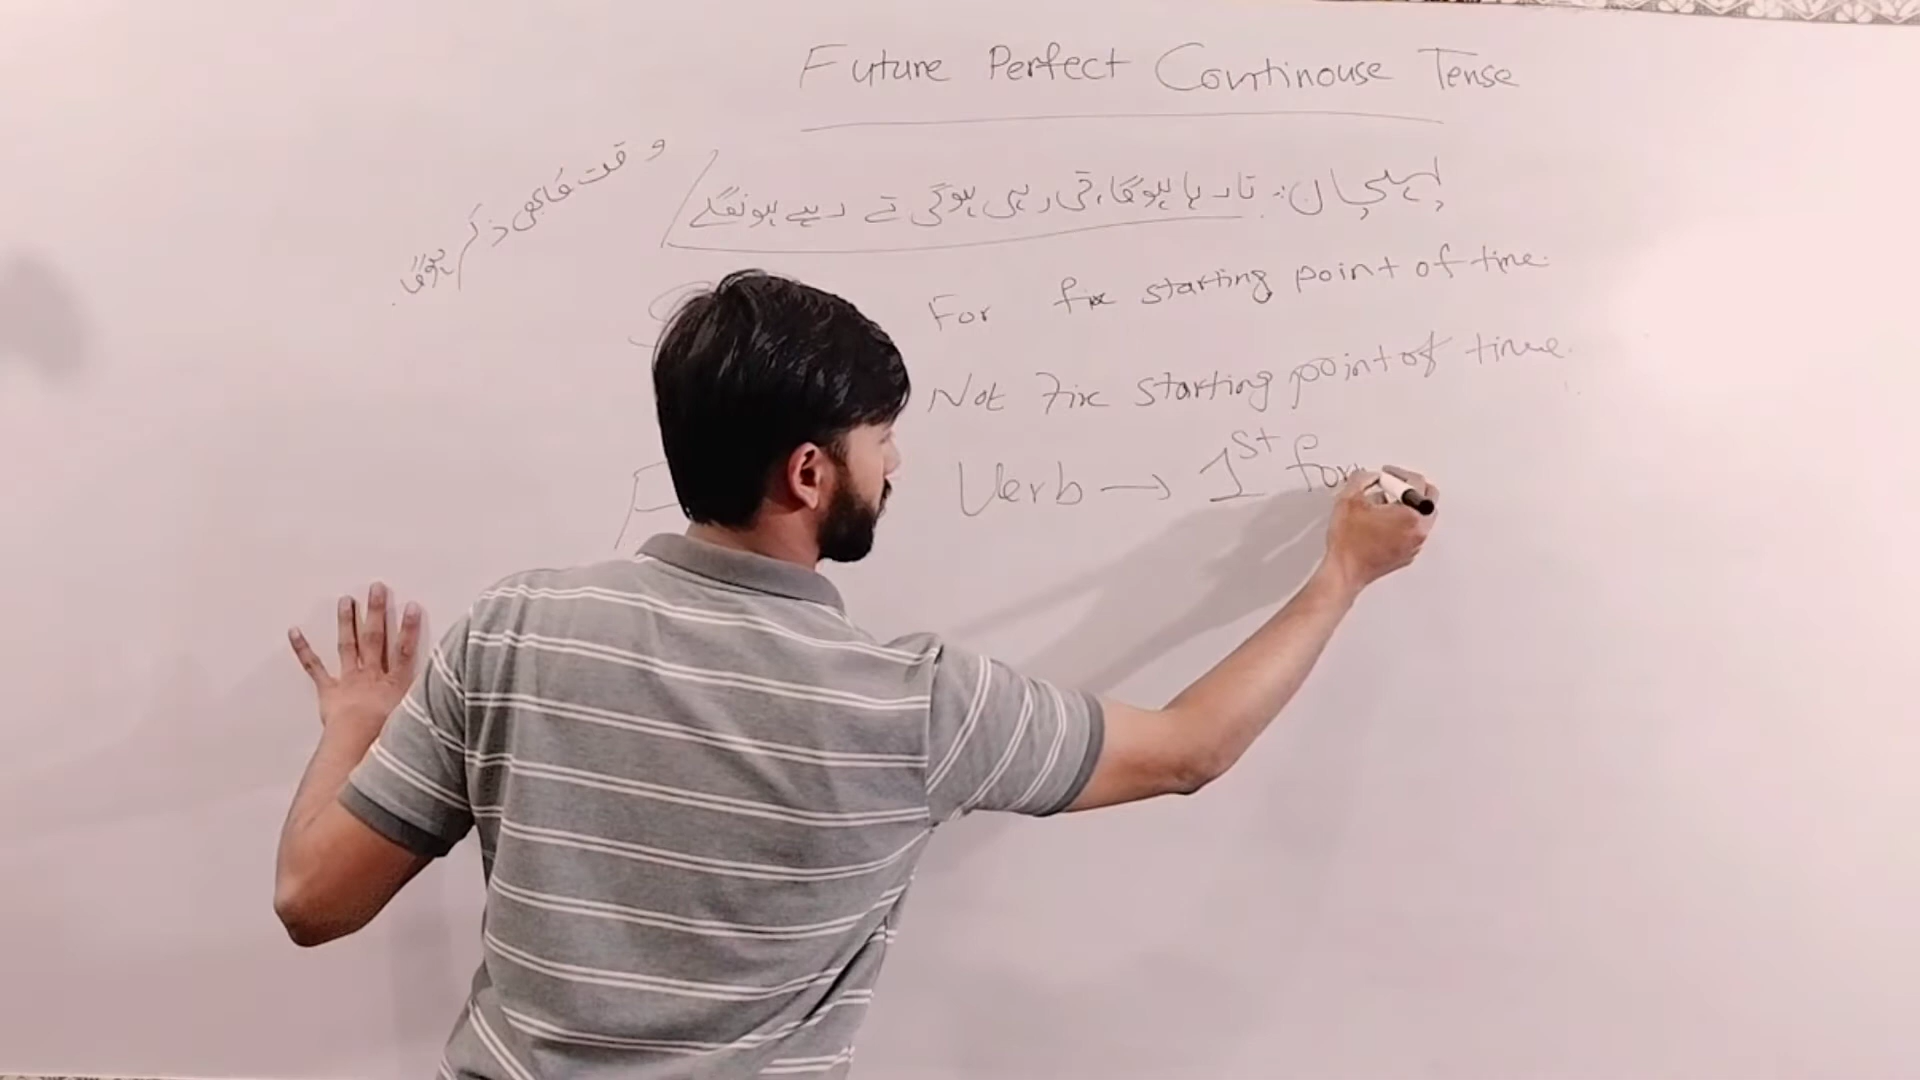 Future Perfect Continouse Tense
پہچان: تا رہا ہوگا، تی رہی ہوگی تے رہے ہونگے
وقت کا بھی ذکر ہوگا
For fix starting point of time.
Not Fix starting point of time.
Verb → 1st for